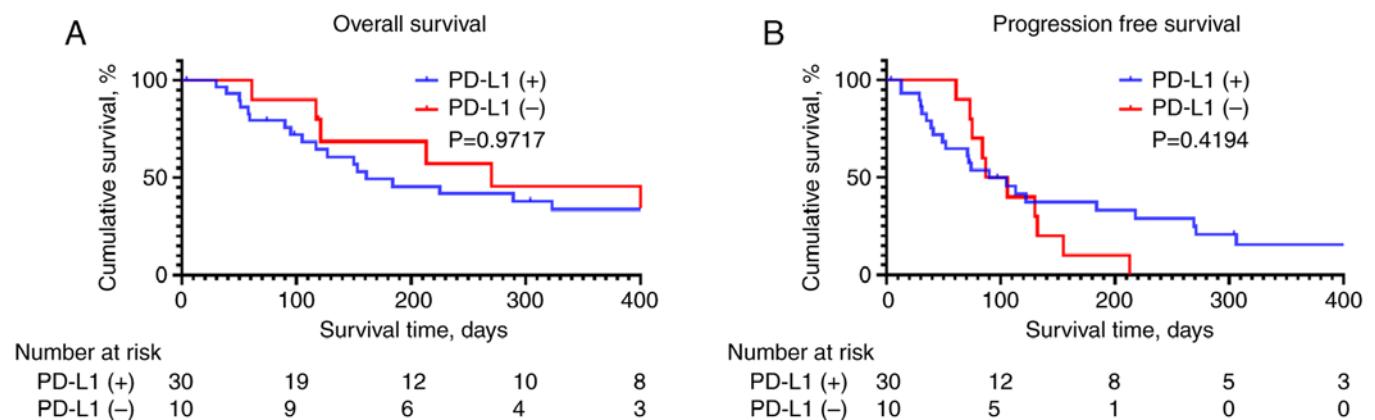 A
Overall survival
Cumulative survival, %
100
50
0
PD-L1 (+)
PD-L1 (–)
P=0.9717
0 100 200 300 400
Survival time, days
Number at risk
PD-L1 (+) 30 19 12 10 8
PD-L1 (–) 10 9 6 4 3
B
Progression free survival
Cumulative survival, %
100
50
0
PD-L1 (+)
PD-L1 (–)
P=0.4194
0 100 200 300 400
Survival time, days
Number at risk
PD-L1 (+) 30 12 8 5 3
PD-L1 (–) 10 5 1 0 0